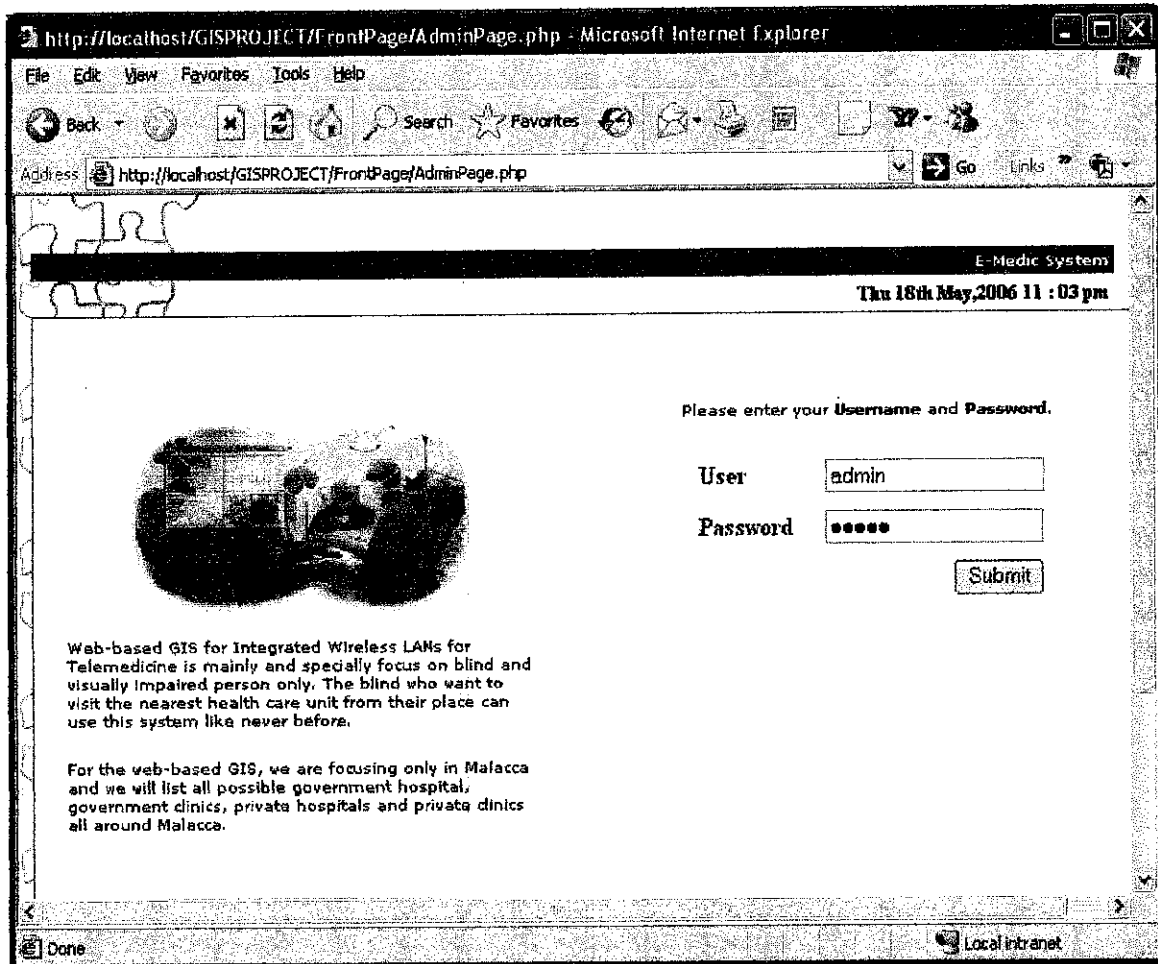 http://localhost/GISPROJECT/FrontPage/AdminPage.php - Microsoft Internet Explorer
File Edit View Favorites Tools Help
Back Search Favorites
Address http://localhost/GISPROJECT/FrontPage/AdminPage.php Go Links »
E-Medic System
Thu 18th May,2006 11 : 03 pm
Please enter your Username and Password.
User admin
Password •••••
Submit
Web-based GIS for Integrated Wireless LANs for
Telemedicine is mainly and specially focus on blind and
visually impaired person only. The blind who want to
visit the nearest health care unit from their place can
use this system like never before.
For the web-based GIS, we are focusing only in Malacca
and we will list all possible government hospital,
government clinics, private hospitals and private clinics
all around Malacca.
Done Local intranet